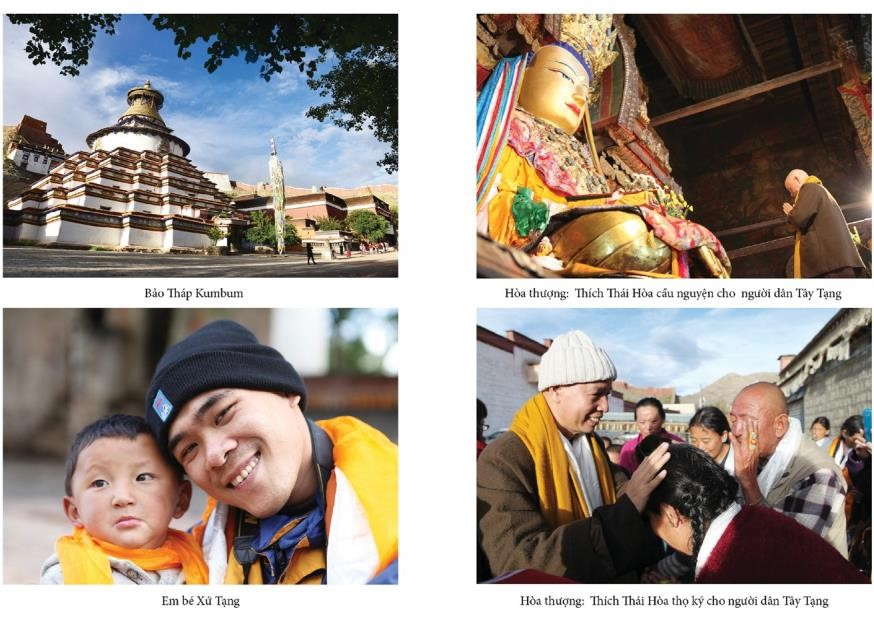 Bảo Tháp Kumbum
Hòa thượng: Thích Thái Hòa cầu nguyện cho người dân Tây Tạng
Em bé Xứ Tạng
Hòa thượng: Thích Thái Hòa thọ ký cho người dân Tây Tạng